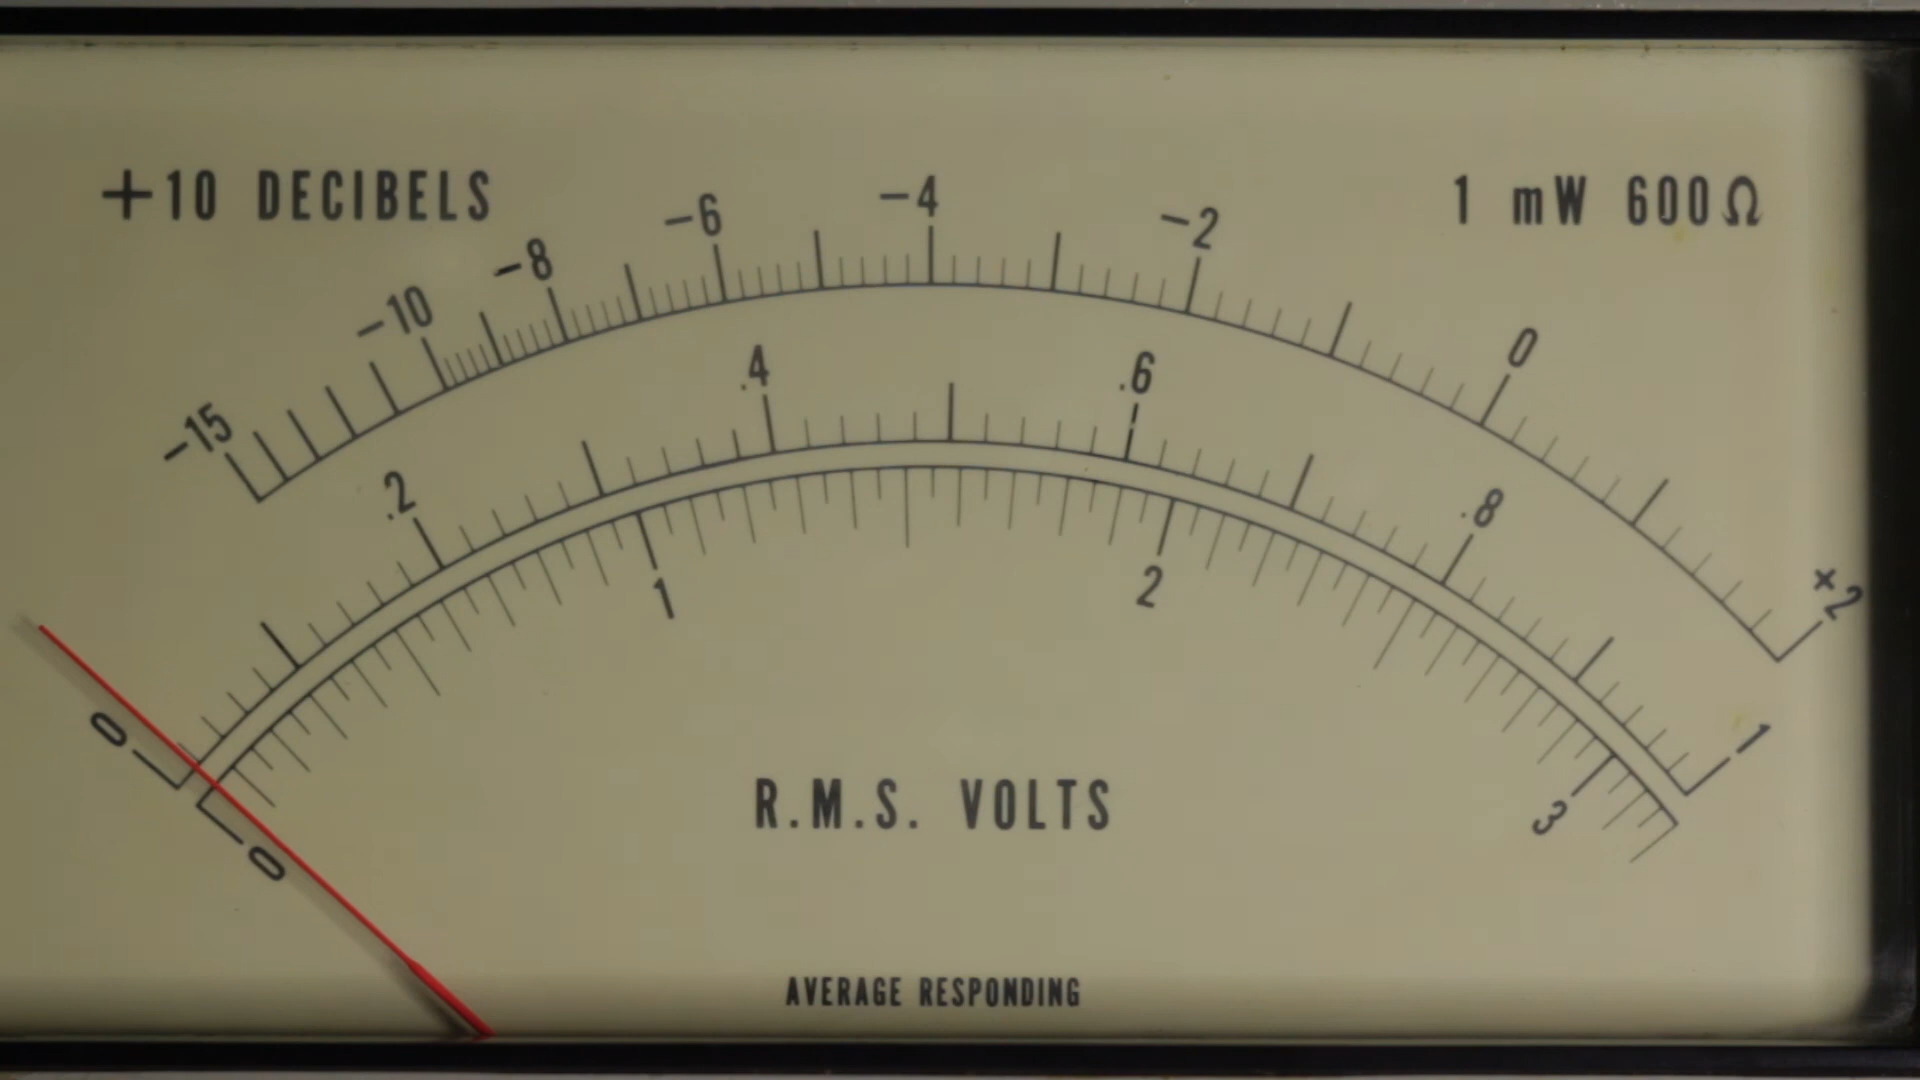 +10 DECIBELS
1 mW 600Ω
-15 -10 -8 -6 -4 -2 0 +2
0 .2 .4 .6 .8 1
0 1 2 3
R.M.S. VOLTS
AVERAGE RESPONDING